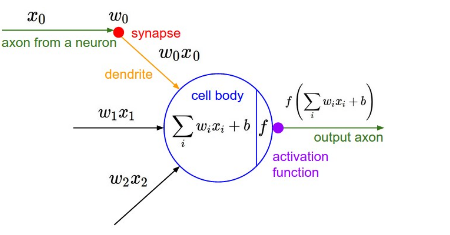 x₀
w₀
axon from a neuron
synapse
w₀x₀
dendrite
cell body
w₁x₁
∑ᵢ wᵢxᵢ + b
f
f(∑ᵢ wᵢxᵢ + b)
output axon
activation
function
w₂x₂